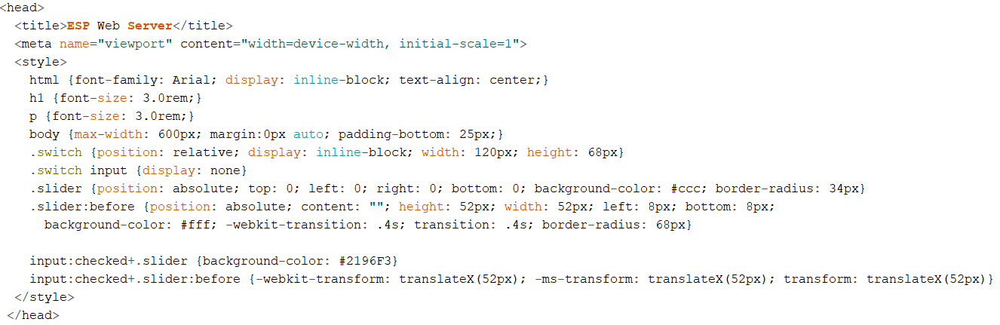 <head>
<title>ESP Web Server</title>
<meta name="viewport" content="width=device-width, initial-scale=1">
<style>
html {font-family: Arial; display: inline-block; text-align: center;}
h1 {font-size: 3.0rem;}
p {font-size: 3.0rem;}
body {max-width: 600px; margin:0px auto; padding-bottom: 25px;}
.switch {position: relative; display: inline-block; width: 120px; height: 68px}
.switch input {display: none}
.slider {position: absolute; top: 0; left: 0; right: 0; bottom: 0; background-color: #ccc; border-radius: 34px}
.slider:before {position: absolute; content: ""; height: 52px; width: 52px; left: 8px; bottom: 8px;
background-color: #fff; -webkit-transition: .4s; transition: .4s; border-radius: 68px}
input:checked+.slider {background-color: #2196F3}
input:checked+.slider:before {-webkit-transform: translateX(52px); -ms-transform: translateX(52px); transform: translateX(52px)}
</style>
</head>